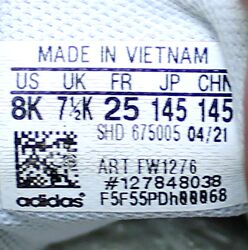 MADE IN VIETNAM
US UK FR JP CHN
8K 7½K 25 145 145
SHD 675005 04/21
ART FW1276
#127848038
adidas F5F55PDh00068